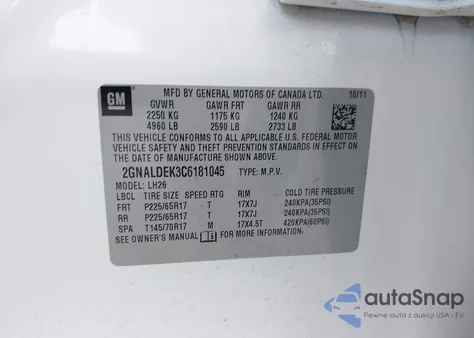 GM
MFD BY GENERAL MOTORS OF CANADA LTD. 10/11
GVWR GAWR FRT GAWR RR
2250 KG 1175 KG 1240 KG
4960 LB 2590 LB 2733 LB
THIS VEHICLE CONFORMS TO ALL APPLICABLE U.S. FEDERAL MOTOR
VEHICLE SAFETY AND THEFT PREVENTION STANDARDS IN EFFECT
ON THE DATE OF MANUFACTURE SHOWN ABOVE.
2GNALDEK3C6181045 TYPE: M.P.V.
MODEL: LH26
LBCL TIRE SIZE SPEED RTG RIM COLD TIRE PRESSURE
FRT P225/65R17 T 17X7J 240KPA(35PSI)
RR P225/65R17 T 17X7J 240KPA(35PSI)
SPA T145/70R17 M 17X4.5T 420KPA(60PSI)
SEE OWNER'S MANUAL FOR MORE INFORMATION.
autoSnap
Pewne auta z aukcji USA i EU